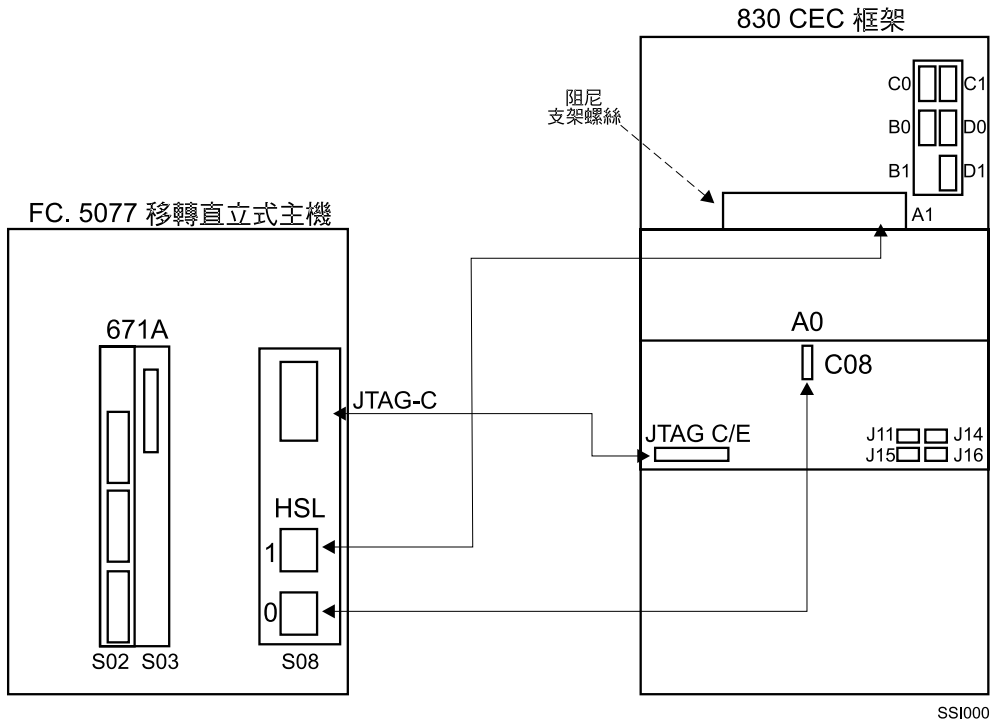 830 CEC 框架
C0
C1
B0
D0
B1
D1
阻尼
支架螺絲
A1
FC. 5077 移轉直立式主機
671A
JTAG-C
HSL
1
0
S02
S03
S08
A0
C08
JTAG C/E
J11
J14
J15
J16
SSI000